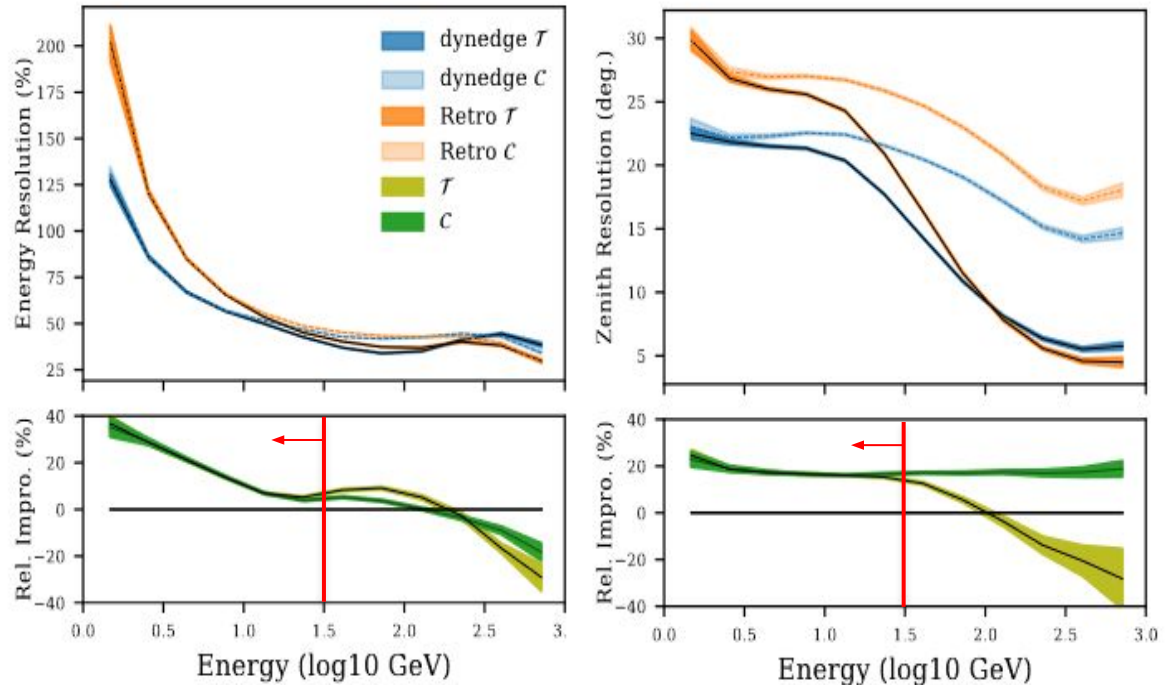 Energy Resolution (%)
200
175
150
125
100
75
50
25
dynedge 𝒯
dynedge 𝒞
Retro 𝒯
Retro 𝒞
𝒯
𝒞
Rel. Impro. (%)
40
20
0
−20
−40
0.0 0.5 1.0 1.5 2.0 2.5 3.
Energy (log10 GeV)
Zenith Resolution (deg.)
30
25
20
15
10
5
Rel. Impro. (%)
40
20
0
−20
−40
0.0 0.5 1.0 1.5 2.0 2.5 3.0
Energy (log10 GeV)